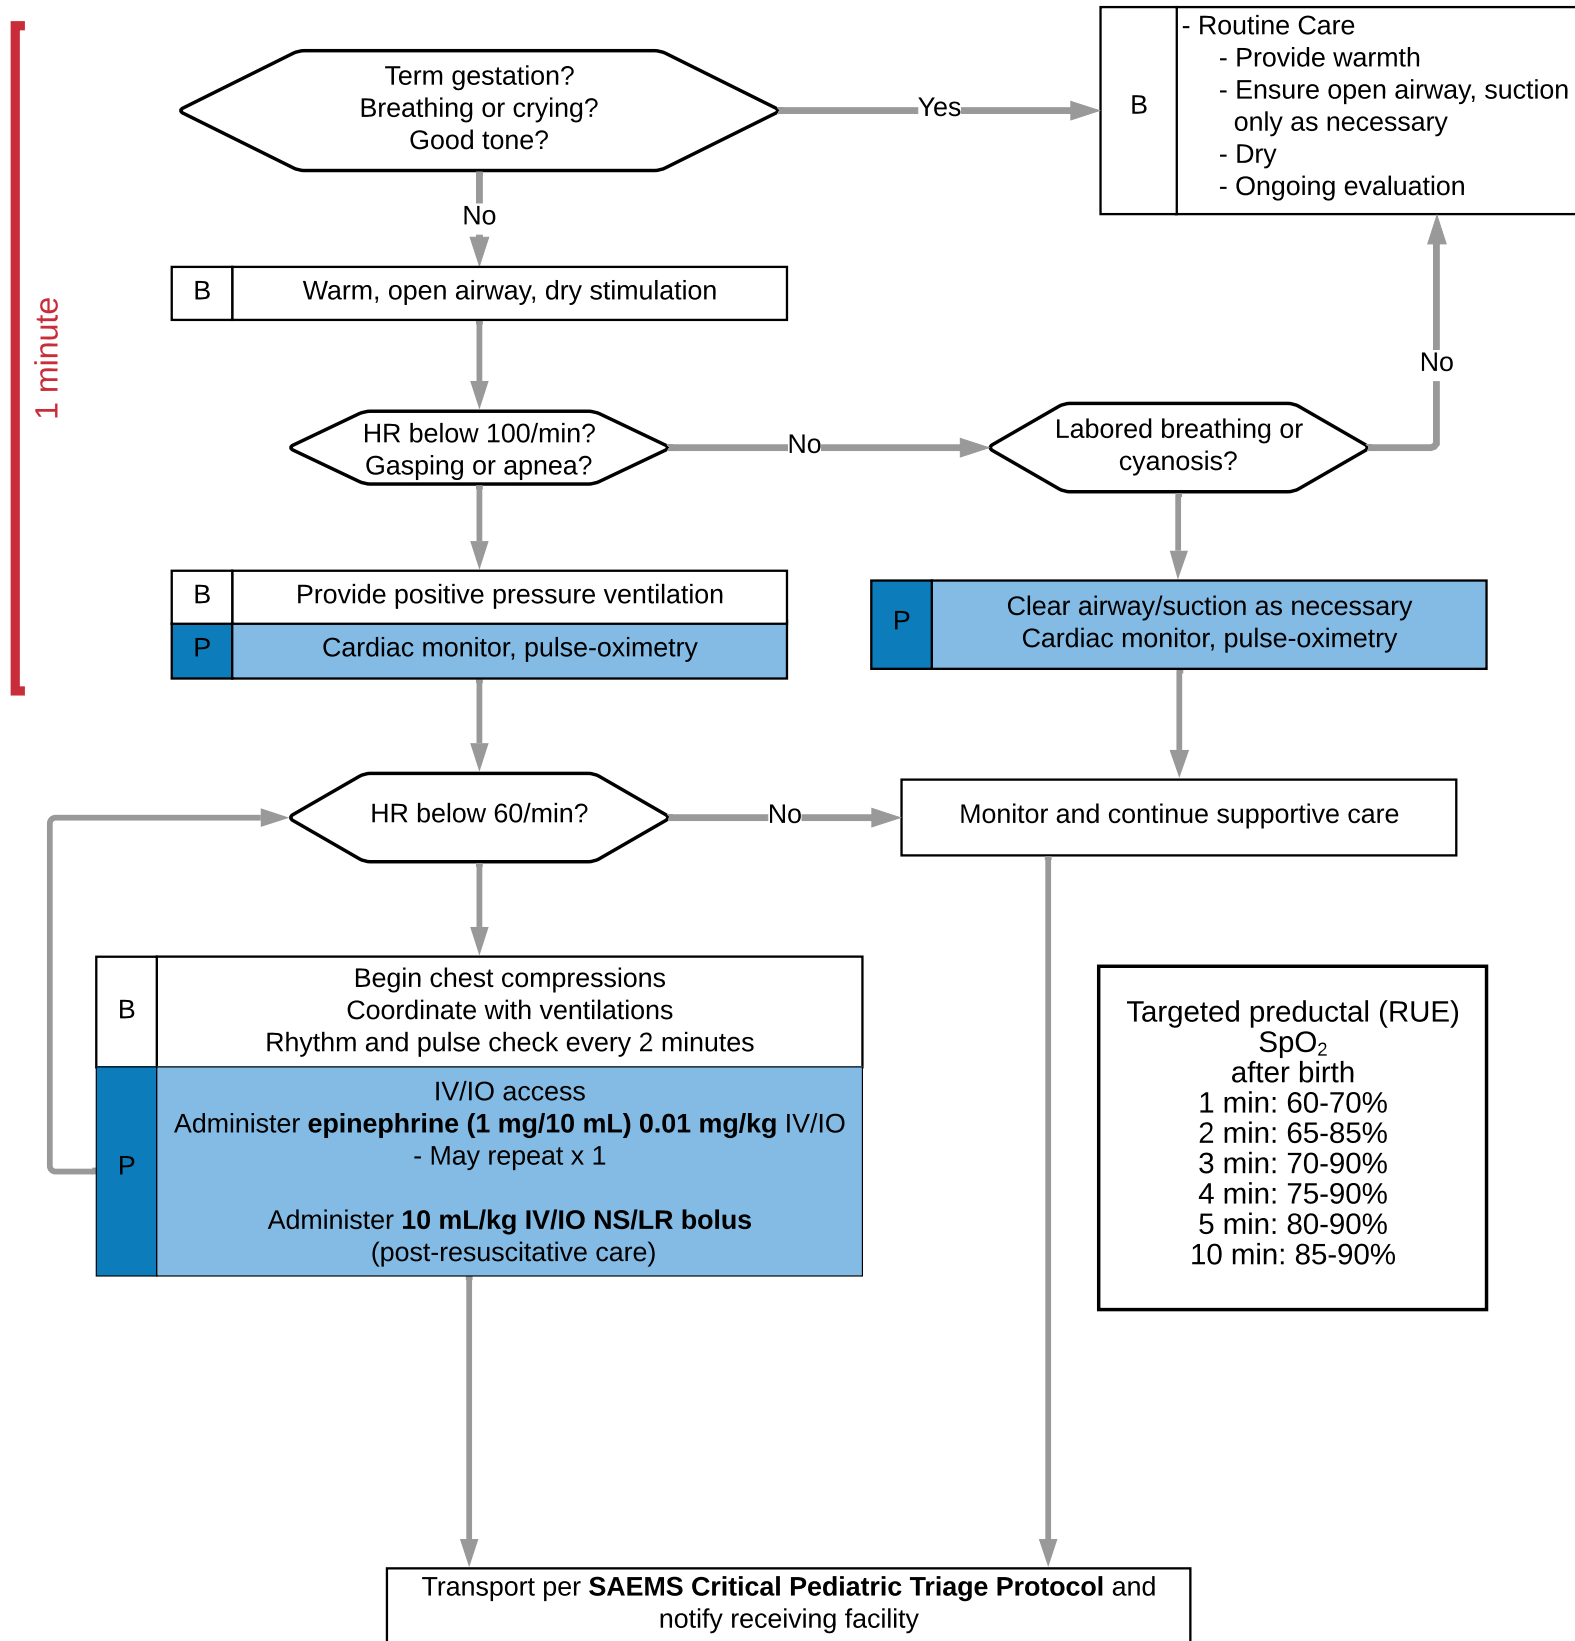 Term gestation?
Breathing or crying?
Good tone?
Yes
B
- Routine Care
- Provide warmth
- Ensure open airway, suction
only as necessary
- Dry
- Ongoing evaluation
No
1 minute
B
Warm, open airway, dry stimulation
No
HR below 100/min?
Gasping or apnea?
No
Labored breathing or
cyanosis?
B
Provide positive pressure ventilation
P
Cardiac monitor, pulse-oximetry
P
Clear airway/suction as necessary
Cardiac monitor, pulse-oximetry
HR below 60/min?
No
Monitor and continue supportive care
B
Begin chest compressions
Coordinate with ventilations
Rhythm and pulse check every 2 minutes
P
IV/IO access
Administer epinephrine (1 mg/10 mL) 0.01 mg/kg IV/IO
- May repeat x 1
Administer 10 mL/kg IV/IO NS/LR bolus
(post-resuscitative care)
Targeted preductal (RUE)
SpO₂
after birth
1 min: 60-70%
2 min: 65-85%
3 min: 70-90%
4 min: 75-90%
5 min: 80-90%
10 min: 85-90%
Transport per SAEMS Critical Pediatric Triage Protocol and
notify receiving facility